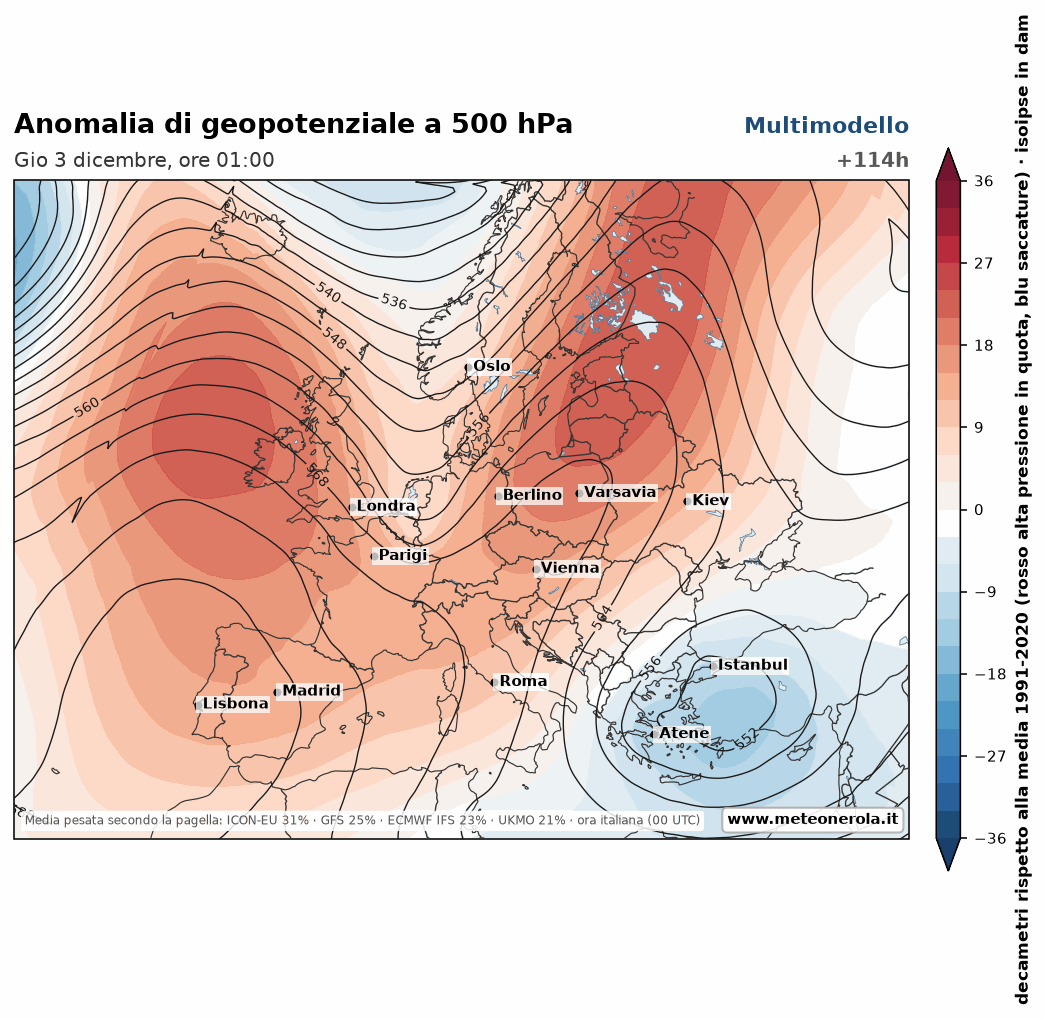 Anomalia di geopotenziale a 500 hPa
Multimodello
Gio 3 dicembre, ore 01:00
+114h
540
536
548
560
556
568
564
556
552
Oslo
Londra
Berlino
Varsavia
Kiev
Parigi
Vienna
Istanbul
Roma
Madrid
Lisbona
Atene
Media pesata secondo la pagella: ICON-EU 31% · GFS 25% · ECMWF IFS 23% · UKMO 21% · ora italiana (00 UTC)
www.meteonerola.it
36
27
18
9
0
−9
−18
−27
−36
decametri rispetto alla media 1991-2020 (rosso alta pressione in quota, blu saccature) · isoipse in dam